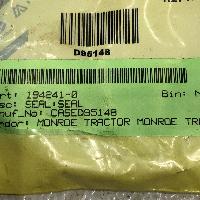 D95148
rt: 194241-0 Bin: M
sc: SEAL:SEAL
nuf_No: CASED95148
ndor: MONROE TRACTOR MONROE TR